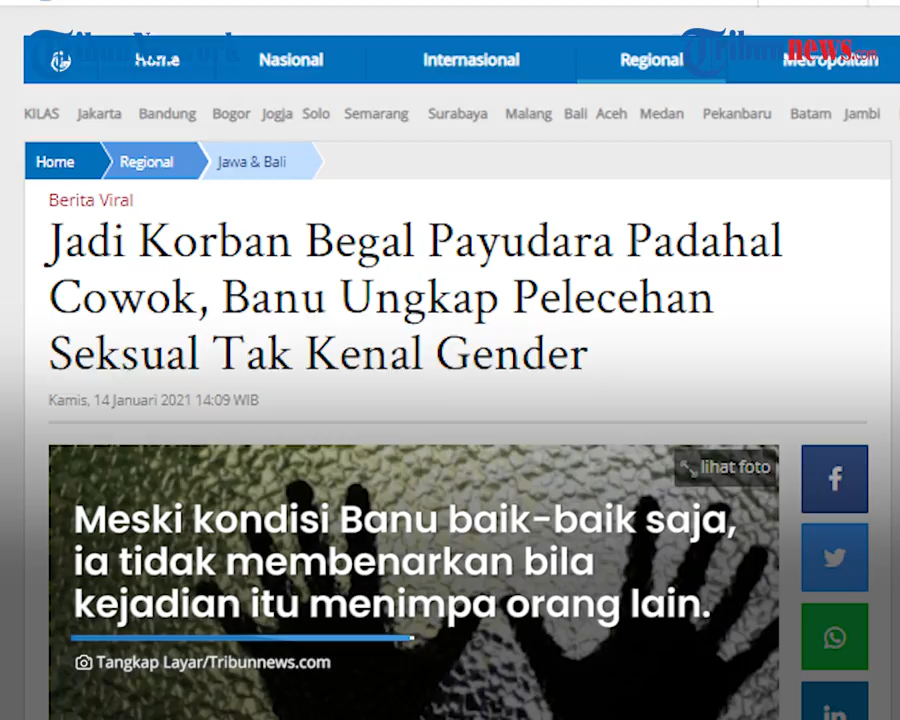 Tribun Network
Tribunnews.com
Home Nasional Internasional Regional Metropolitan
KILAS Jakarta Bandung Bogor Jogja Solo Semarang Surabaya Malang Bali Aceh Medan Pekanbaru Batam Jambi
Home Regional Jawa & Bali
Berita Viral
Jadi Korban Begal Payudara Padahal
Cowok, Banu Ungkap Pelecehan
Seksual Tak Kenal Gender
Kamis, 14 Januari 2021 14:09 WIB
lihat foto
Meski kondisi Banu baik-baik saja,
ia tidak membenarkan bila
kejadian itu menimpa orang lain.
Tangkap Layar/Tribunnews.com